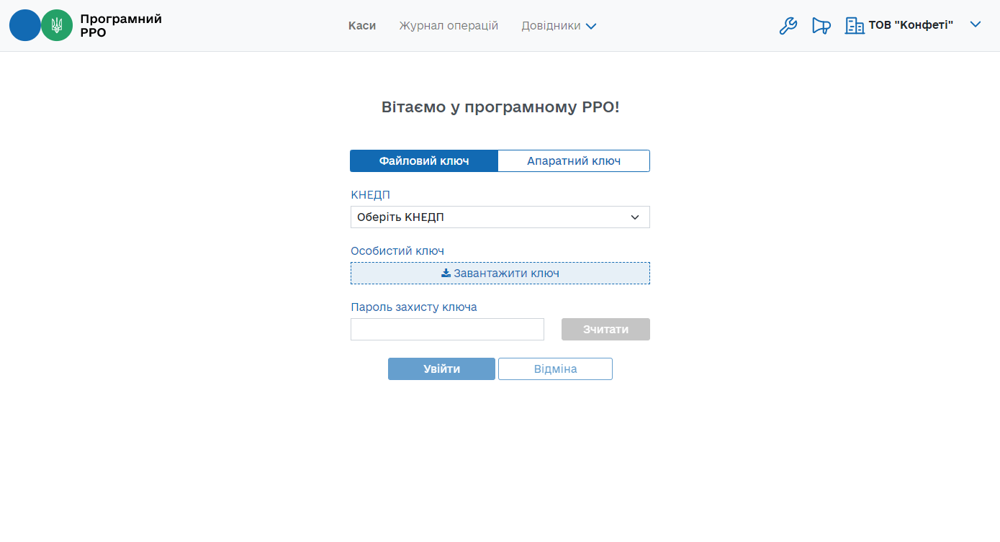 Програмний
РРО
Каси
Журнал операцій
Довідники
ТОВ "Конфеті"
Вітаємо у програмному РРО!
Файловий ключ
Апаратний ключ
КНЕДП
Оберіть КНЕДП
Особистий ключ
Завантажити ключ
Пароль захисту ключа
Зчитати
Увійти
Відміна